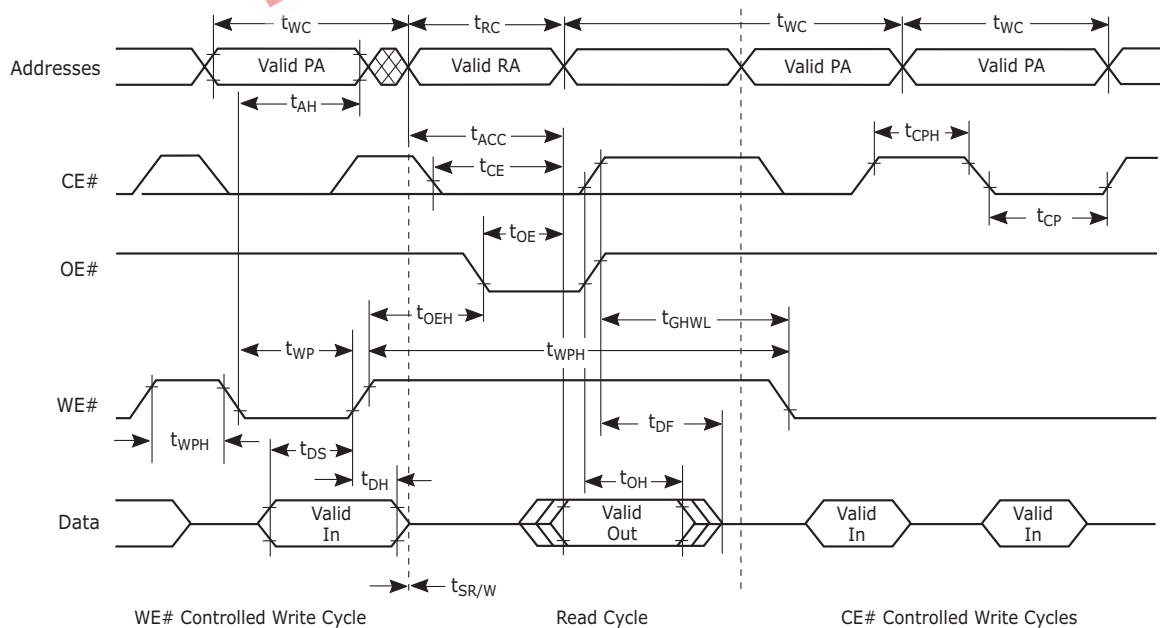 tWC tRC tWC tWC
Addresses Valid PA Valid RA Valid PA Valid PA
tAH
tACC
tCPH
CE# tCE
tCP
tOE
OE#
tOEH tGHWL
tWP tWPH
WE#
tWPH tDS tDF
tDH tOH
Data Valid In Valid Out Valid In Valid In
tSR/W
WE# Controlled Write Cycle Read Cycle CE# Controlled Write Cycles